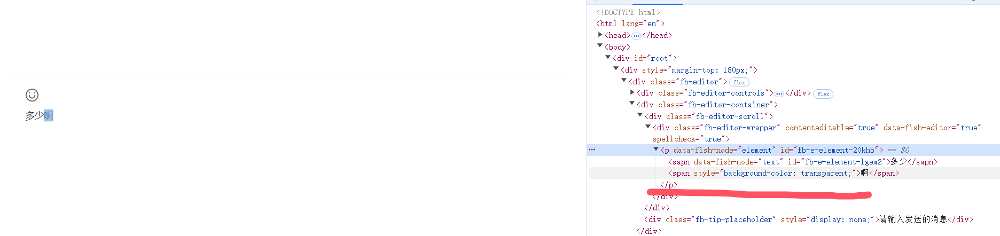 多少啊
<!DOCTYPE html>
<html lang="en">
<head>•••</head>
<body>
<div id="root">
<div style="margin-top: 180px;">
<div class="fb-editor"> flex
<div class="fb-editor-controls">•••</div> flex
<div class="fb-editor-container">
<div class="fb-editor-scroll">
<div class="fb-editor-wrapper" contenteditable="true" data-fish-editor="true"
spellcheck="true">
••• <p data-fish-node="element" id="fb-e-element-20khb"> == $0
<sapn data-fish-node="text" id="fb-e-element-lgem2">多少</sapn>
<span style="background-color: transparent;">啊</span>
</p>
</div>
</div>
<div class="fb-tip-placeholder" style="display: none;">请输入发送的消息</div>
</div>